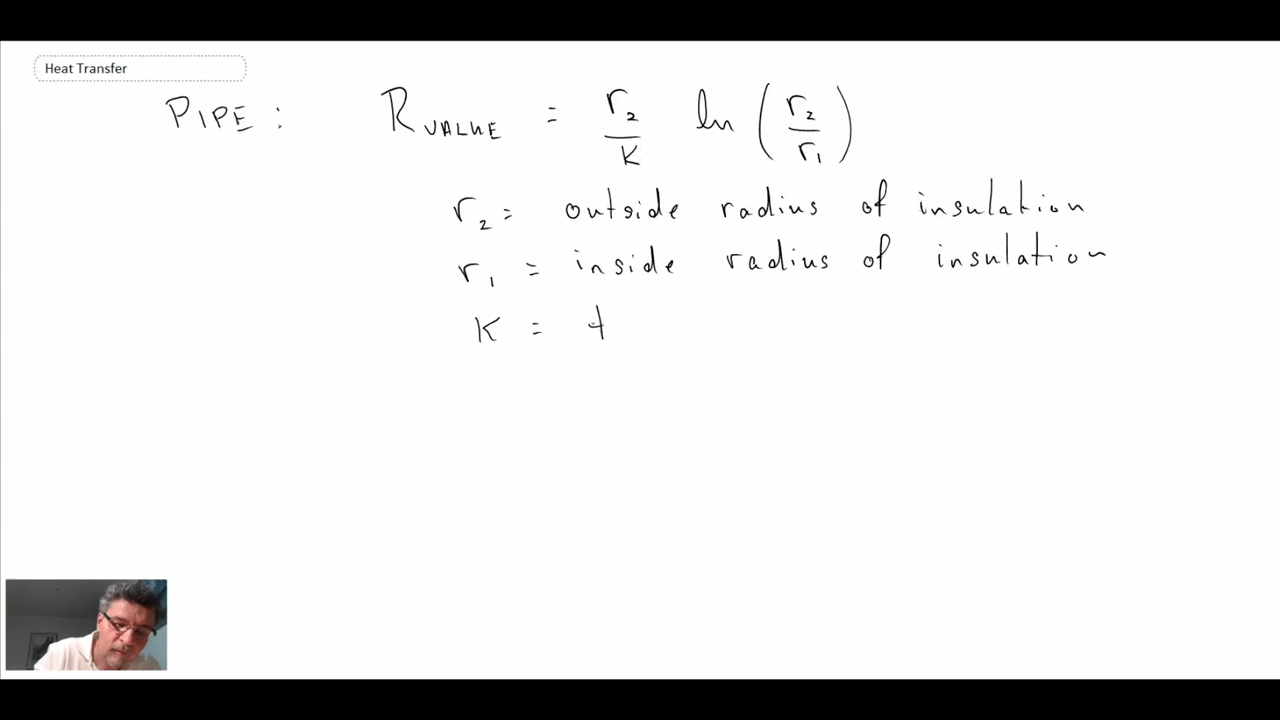 Heat Transfer
PIPE: R VALUE = r2/K ln (r2/r1)
r2 = outside radius of insulation
r1 = inside radius of insulation
K = t